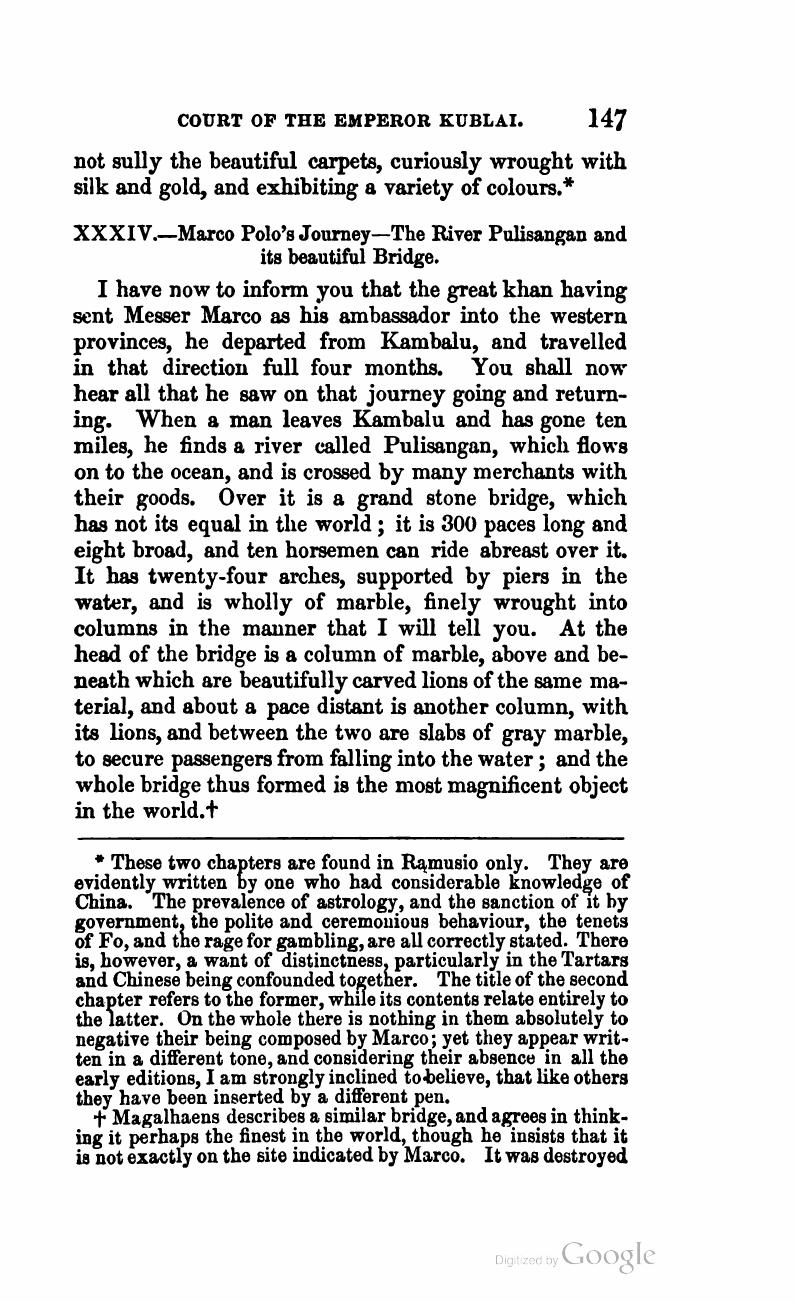 COURT OF THE EMPEROR KUBLAI. 147
not sully the beautiful carpets, curiously wrought with
silk and gold, and exhibiting a variety of colours.*
XXXIV.—Marco Polo's Journey—The River Pulisangan and
its beautiful Bridge.
I have now to inform you that the great khan having
sent Messer Marco as his ambassador into the western
provinces, he departed from Kambalu, and travelled
in that direction full four months. You shall now
hear all that he saw on that journey going and return-
ing. When a man leaves Kambalu and has gone ten
miles, he finds a river called Pulisangan, which flows
on to the ocean, and is crossed by many merchants with
their goods. Over it is a grand stone bridge, which
has not its equal in the world ; it is 300 paces long and
eight broad, and ten horsemen can ride abreast over it.
It has twenty-four arches, supported by piers in the
water, and is wholly of marble, finely wrought into
columns in the manner that I will tell you. At the
head of the bridge is a column of marble, above and be-
neath which are beautifully carved lions of the same ma-
terial, and about a pace distant is another column, with
its lions, and between the two are slabs of gray marble,
to secure passengers from falling into the water ; and the
whole bridge thus formed is the most magnificent object
in the world.†
* These two chapters are found in Ramusio only. They are
evidently written by one who had considerable knowledge of
China. The prevalence of astrology, and the sanction of it by
government, the polite and ceremonious behaviour, the tenets
of Fo, and the rage for gambling, are all correctly stated. There
is, however, a want of distinctness, particularly in the Tartars
and Chinese being confounded together. The title of the second
chapter refers to the former, while its contents relate entirely to
the latter. On the whole there is nothing in them absolutely to
negative their being composed by Marco; yet they appear writ-
ten in a different tone, and considering their absence in all the
early editions, I am strongly inclined to believe, that like others
they have been inserted by a different pen.
† Magalhaens describes a similar bridge, and agrees in think-
ing it perhaps the finest in the world, though he insists that it
is not exactly on the site indicated by Marco. It was destroyed
Digitized by Google